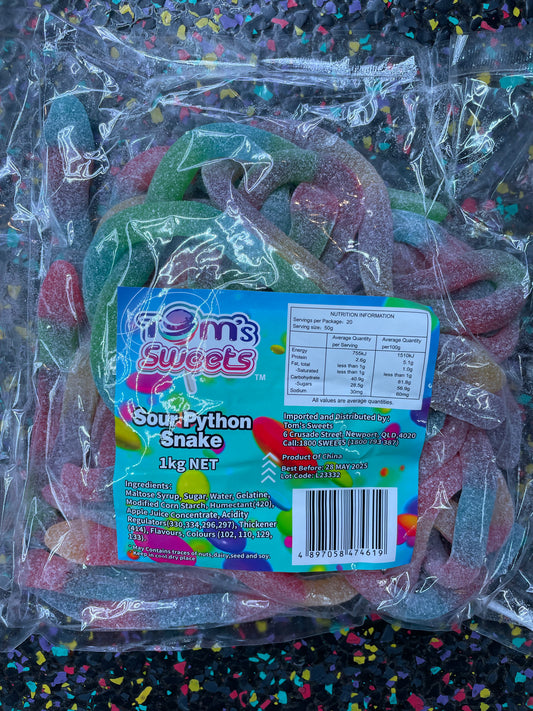 Tom's
Sweets
TM
Sour Python
Snake
1kg NET
Ingredients:
Maltose Syrup, Sugar, Water, Gelatine,
Modified Corn Starch, Humectant(420),
Apple Juice Concentrate, Acidity
Regulators(330,334,296,297), Thickener
(414), Flavours, Colours (102, 110, 129,
133).
May Contains traces of nuts, dairy, seed and soy.
Keep in cool dry place
NUTRITION INFORMATION
Servings per Package: 20
Serving size: 50g
Average Quantity per Serving Average Quantity per100g
Energy 755kJ 1510kJ
Protein 2.6g 5.1g
Fat, total less than 1g 1.0g
-Saturated less than 1g less than 1g
Carbohydrate 40.9g 81.8g
-Sugars 28.5g 56.9g
Sodium 30mg 60mg
All values are average quantities.
Imported and Distributed by:
Tom's Sweets
6 Crusade Street, Newport, QLD,4020
Call:1800 SWEETS (1800 793 387)
Product Of China
Best Before: 28 MAY 2025
Lot Code: L23332
4 897058 474619